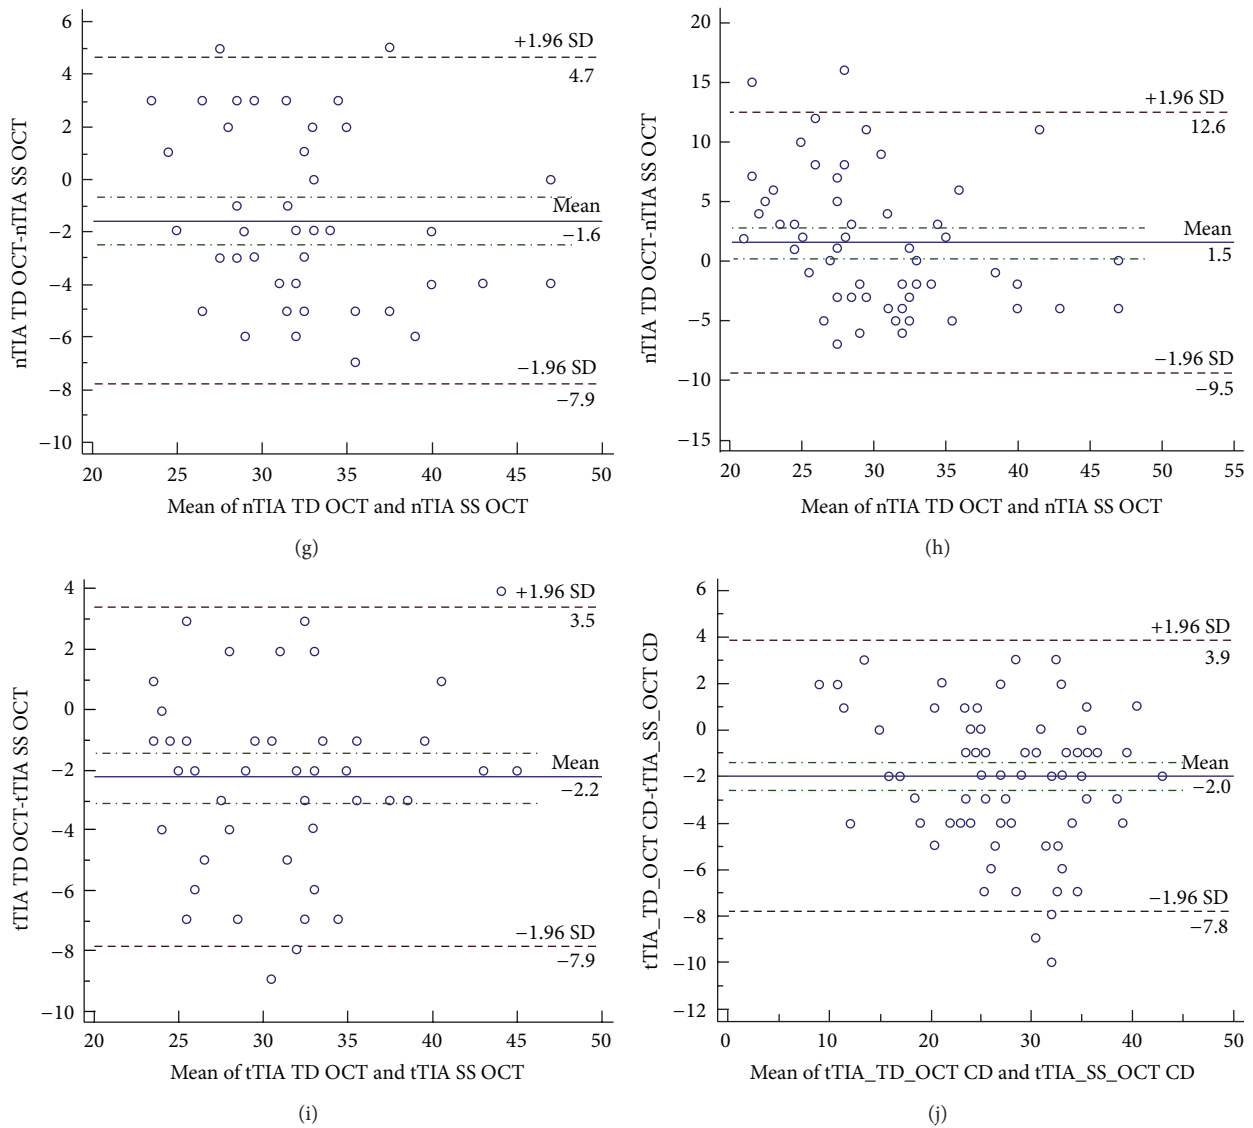 6
4
2
0
−2
−4
−6
−8
−10
nTIA TD OCT-nTIA SS OCT
+1.96 SD
4.7
Mean
−1.6
−1.96 SD
−7.9
20 25 30 35 40 45 50
Mean of nTIA TD OCT and nTIA SS OCT
(g)
20
15
10
5
0
−5
−10
−15
nTIA TD OCT-nTIA SS OCT
+1.96 SD
12.6
Mean
1.5
−1.96 SD
−9.5
20 25 30 35 40 45 50 55
Mean of nTIA TD OCT and nTIA SS OCT
(h)
4
2
0
−2
−4
−6
−8
−10
tTIA TD OCT-tTIA SS OCT
+1.96 SD
3.5
Mean
−2.2
−1.96 SD
−7.9
20 25 30 35 40 45 50
Mean of tTIA TD OCT and tTIA SS OCT
(i)
6
4
2
0
−2
−4
−6
−8
−10
−12
tTIA_TD_OCT CD-tTIA_SS_OCT CD
+1.96 SD
3.9
Mean
−2.0
−1.96 SD
−7.8
0 10 20 30 40 50
Mean of tTIA_TD_OCT CD and tTIA_SS_OCT CD
(j)